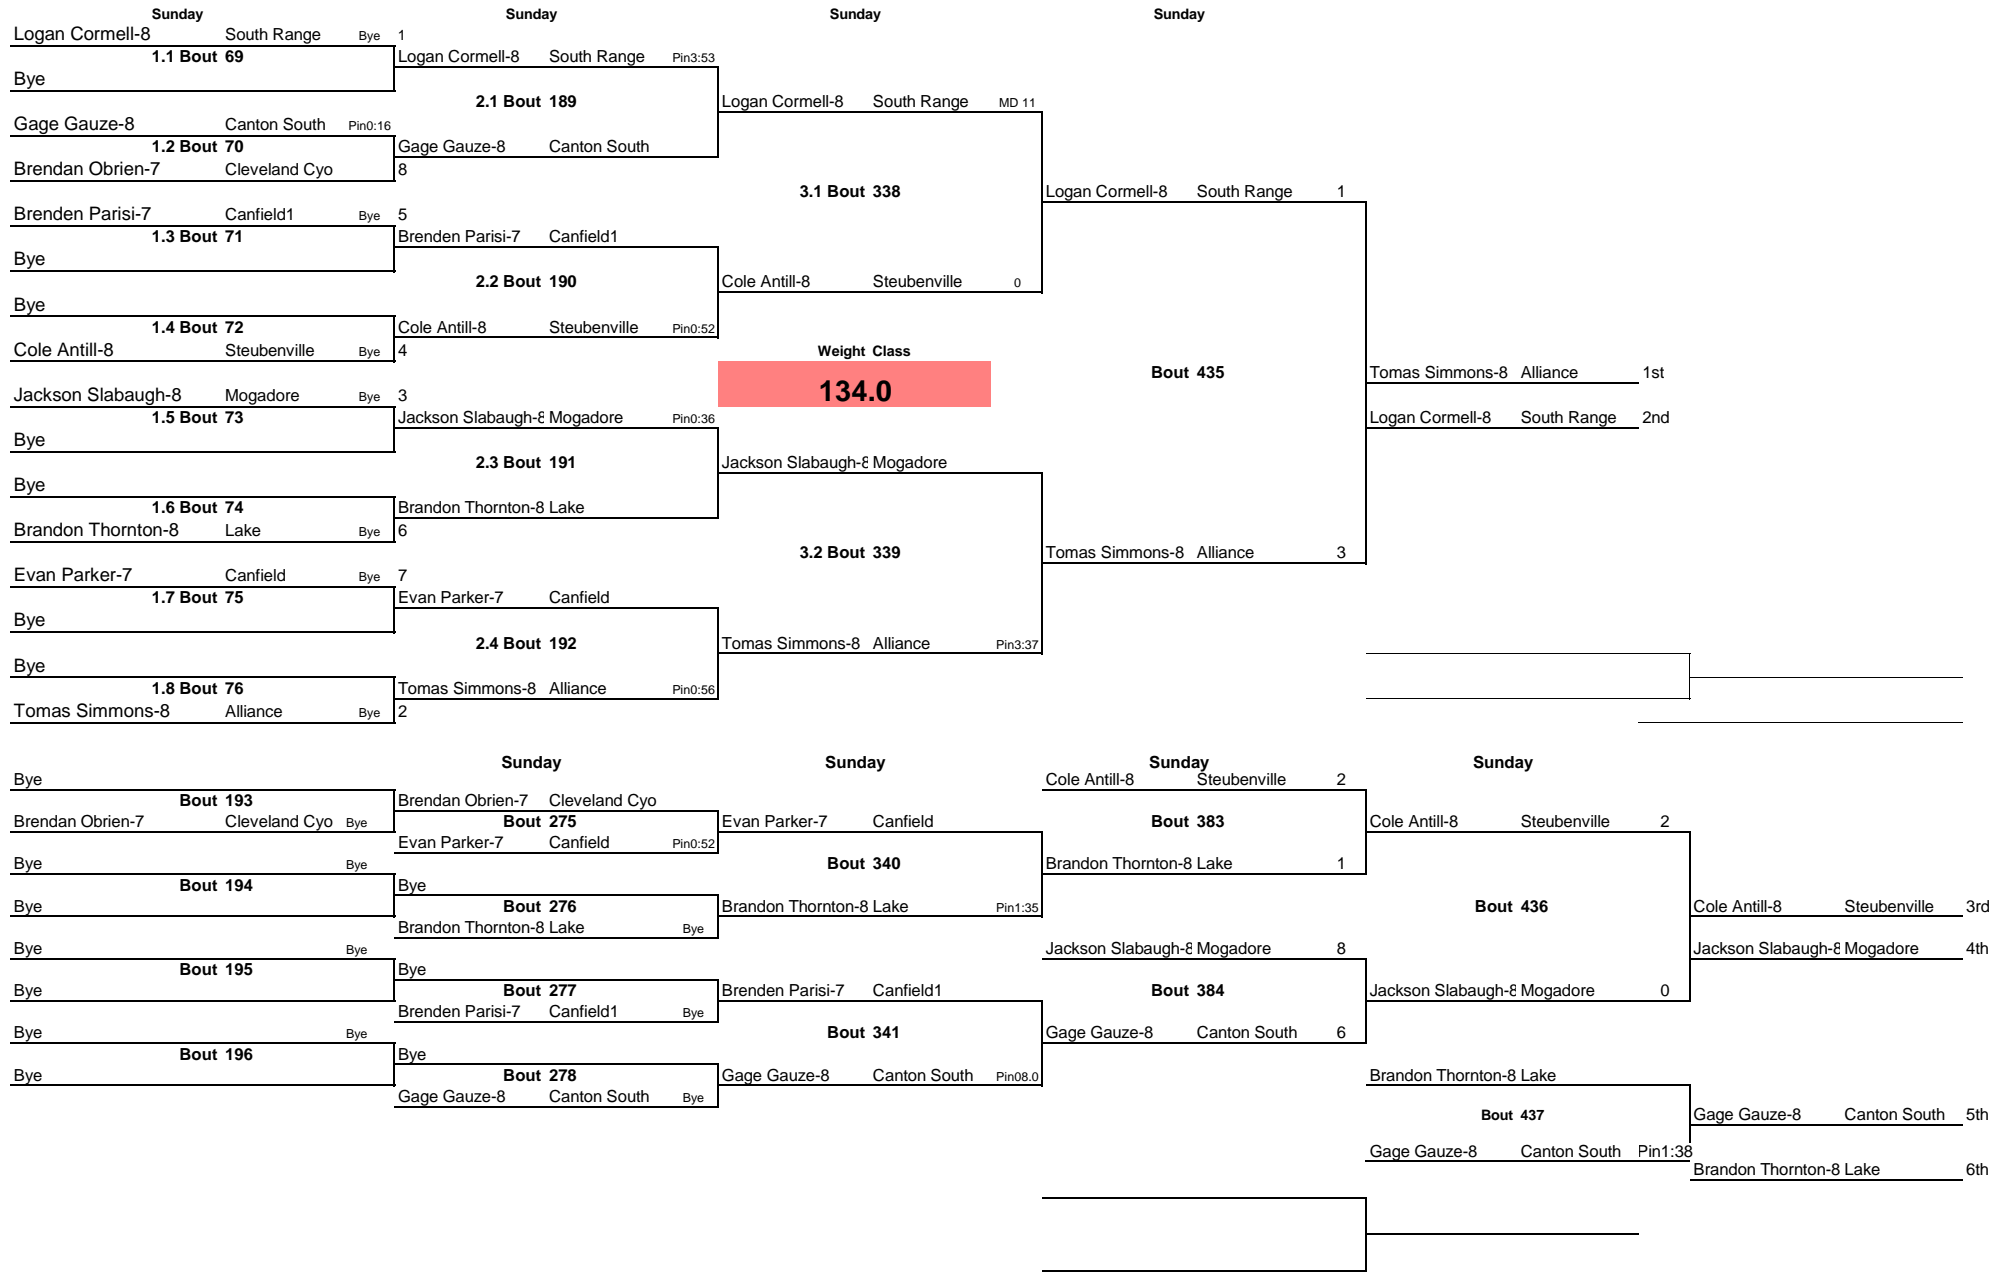 Sunday Sunday Sunday Sunday
Logan Cormell-8 South Range Bye 1
1.1 Bout 69 Logan Cormell-8 South Range Pin3:53
Bye
2.1 Bout 189 Logan Cormell-8 South Range MD 11
Gage Gauze-8 Canton South Pin0:16
1.2 Bout 70 Gage Gauze-8 Canton South
Brendan Obrien-7 Cleveland Cyo 8
3.1 Bout 338 Logan Cormell-8 South Range 1
Brenden Parisi-7 Canfield1 Bye 5
1.3 Bout 71 Brenden Parisi-7 Canfield1
Bye
2.2 Bout 190 Cole Antill-8 Steubenville 0
Bye
1.4 Bout 72 Cole Antill-8 Steubenville Pin0:52
Cole Antill-8 Steubenville Bye 4 Weight Class
Bout 435 Tomas Simmons-8 Alliance 1st
134.0
Jackson Slabaugh-8 Mogadore Bye 3
1.5 Bout 73 Jackson Slabaugh-8 Mogadore Pin0:36 Logan Cormell-8 South Range 2nd
Bye
2.3 Bout 191 Jackson Slabaugh-8 Mogadore
Bye
1.6 Bout 74 Brandon Thornton-8 Lake
Brandon Thornton-8 Lake Bye 6
3.2 Bout 339 Tomas Simmons-8 Alliance 3
Evan Parker-7 Canfield Bye 7
1.7 Bout 75 Evan Parker-7 Canfield
Bye
2.4 Bout 192 Tomas Simmons-8 Alliance Pin3:37
Bye
1.8 Bout 76 Tomas Simmons-8 Alliance Pin0:56
Tomas Simmons-8 Alliance Bye 2
Sunday Sunday Sunday Sunday
Bye Cole Antill-8 Steubenville 2
Bout 193 Brendan Obrien-7 Cleveland Cyo
Brendan Obrien-7 Cleveland Cyo Bye Bout 275 Evan Parker-7 Canfield Bout 383 Cole Antill-8 Steubenville 2
Evan Parker-7 Canfield Pin0:52
Bye Bye Bout 340 Brandon Thornton-8 Lake 1
Bout 194 Bye
Bye Bout 276 Brandon Thornton-8 Lake Pin1:35 Bout 436 Cole Antill-8 Steubenville 3rd
Brandon Thornton-8 Lake Bye
Bye Bye Jackson Slabaugh-8 Mogadore 8 Jackson Slabaugh-8 Mogadore 4th
Bout 195 Bye
Bye Bout 277 Brenden Parisi-7 Canfield1 Bout 384 Jackson Slabaugh-8 Mogadore 0
Brenden Parisi-7 Canfield1 Bye
Bye Bye Bout 341 Gage Gauze-8 Canton South 6
Bout 196 Bye
Bye Bout 278 Gage Gauze-8 Canton South Pin08.0 Brandon Thornton-8 Lake
Gage Gauze-8 Canton South Bye
Bout 437 Gage Gauze-8 Canton South 5th
Gage Gauze-8 Canton South Pin1:38
Brandon Thornton-8 Lake 6th